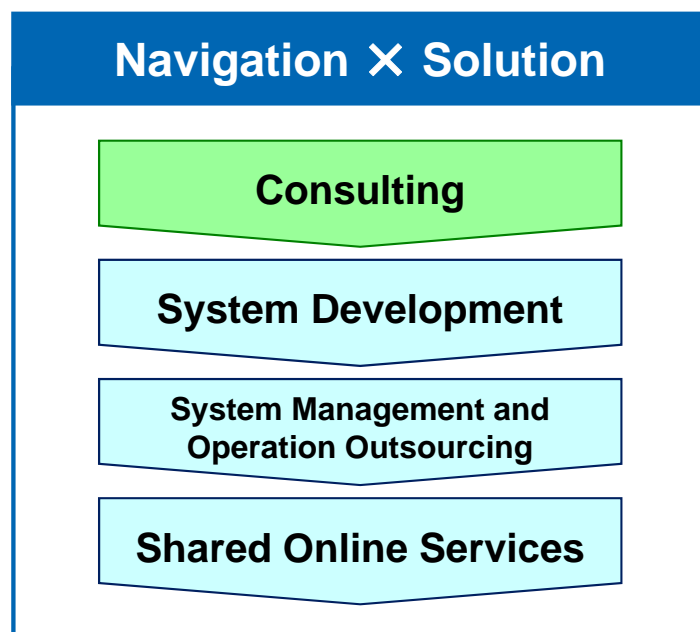 Navigation × Solution
Consulting
System Development
System Management and
Operation Outsourcing
Shared Online Services